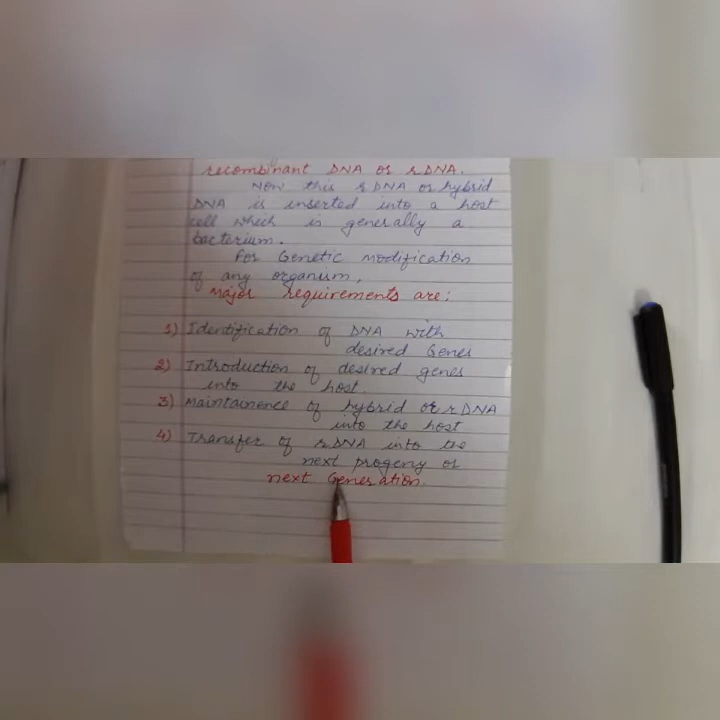 recombinant DNA or rDNA.
Now this rDNA or hybrid
DNA is inserted into a host
cell which is generally a
bacterium.
For Genetic modification
of any organism,
Major requirements are:
1) Identification of DNA with
desired Genes
2) Introduction of desired genes
into the host.
3) Maintainence of hybrid or rDNA
into the host
4) Transfer of rDNA into the
next progeny or
next Generation.